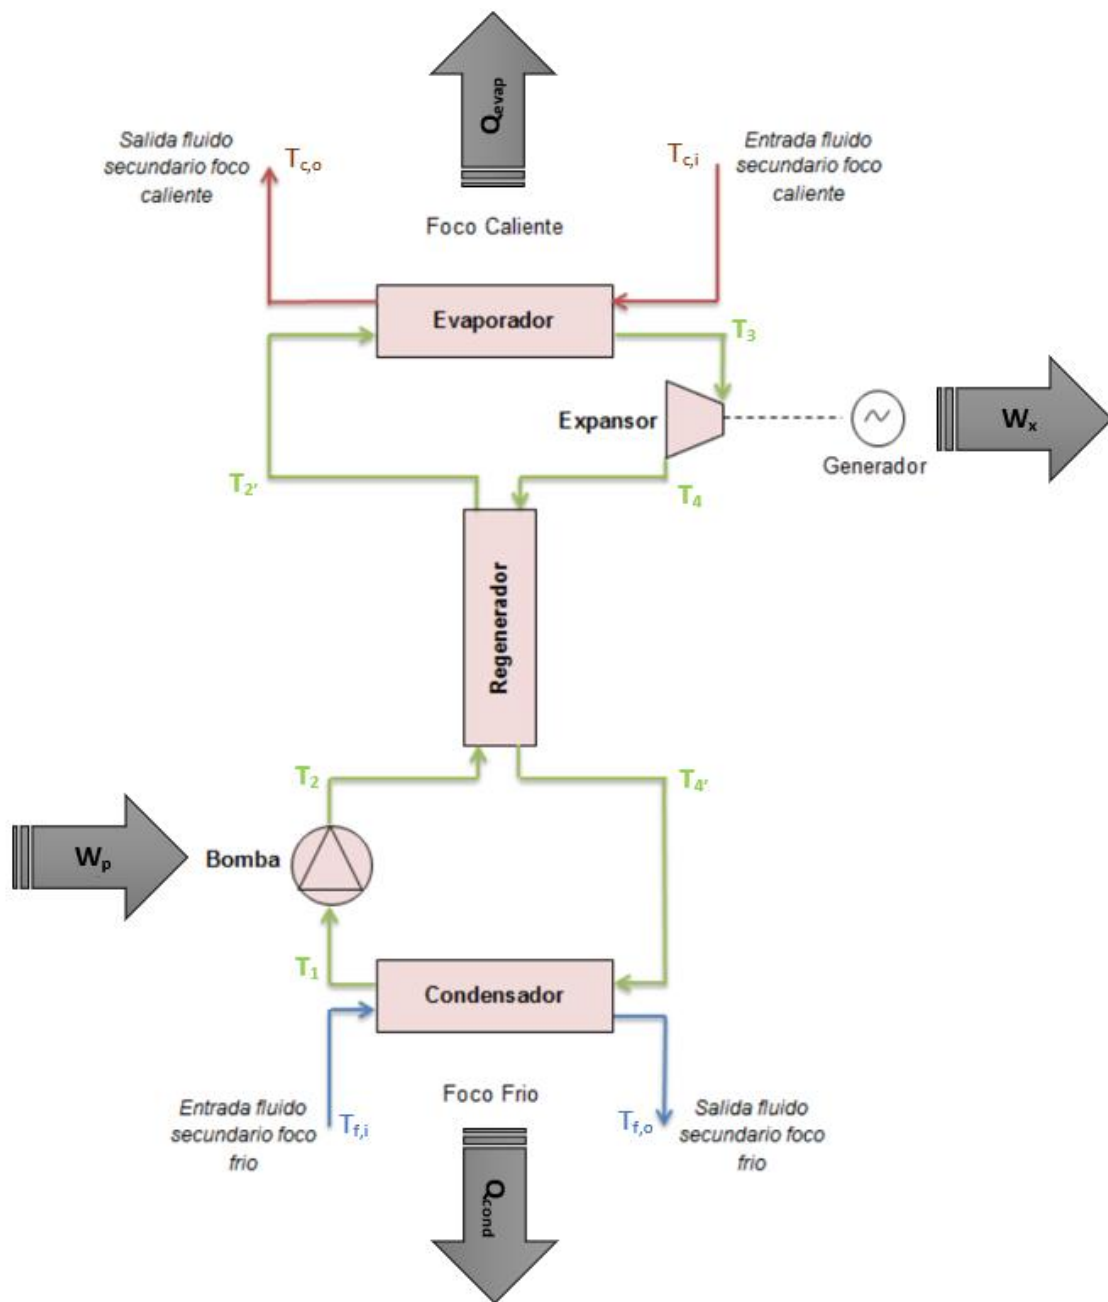 Qevap
Salida fluido
secundario foco
caliente
Tc,o
Tc,i
Entrada fluido
secundario foco
caliente
Foco Caliente
Evaporador
T3
Expansor
Wx
Generador
T2'
T4
Regenerador
T2
T4'
Wp
Bomba
T1
Condensador
Foco Frio
Entrada fluido
secundario foco
frio
Tf,i
Tf,o
Salida fluido
secundario foco
frio
Qcond